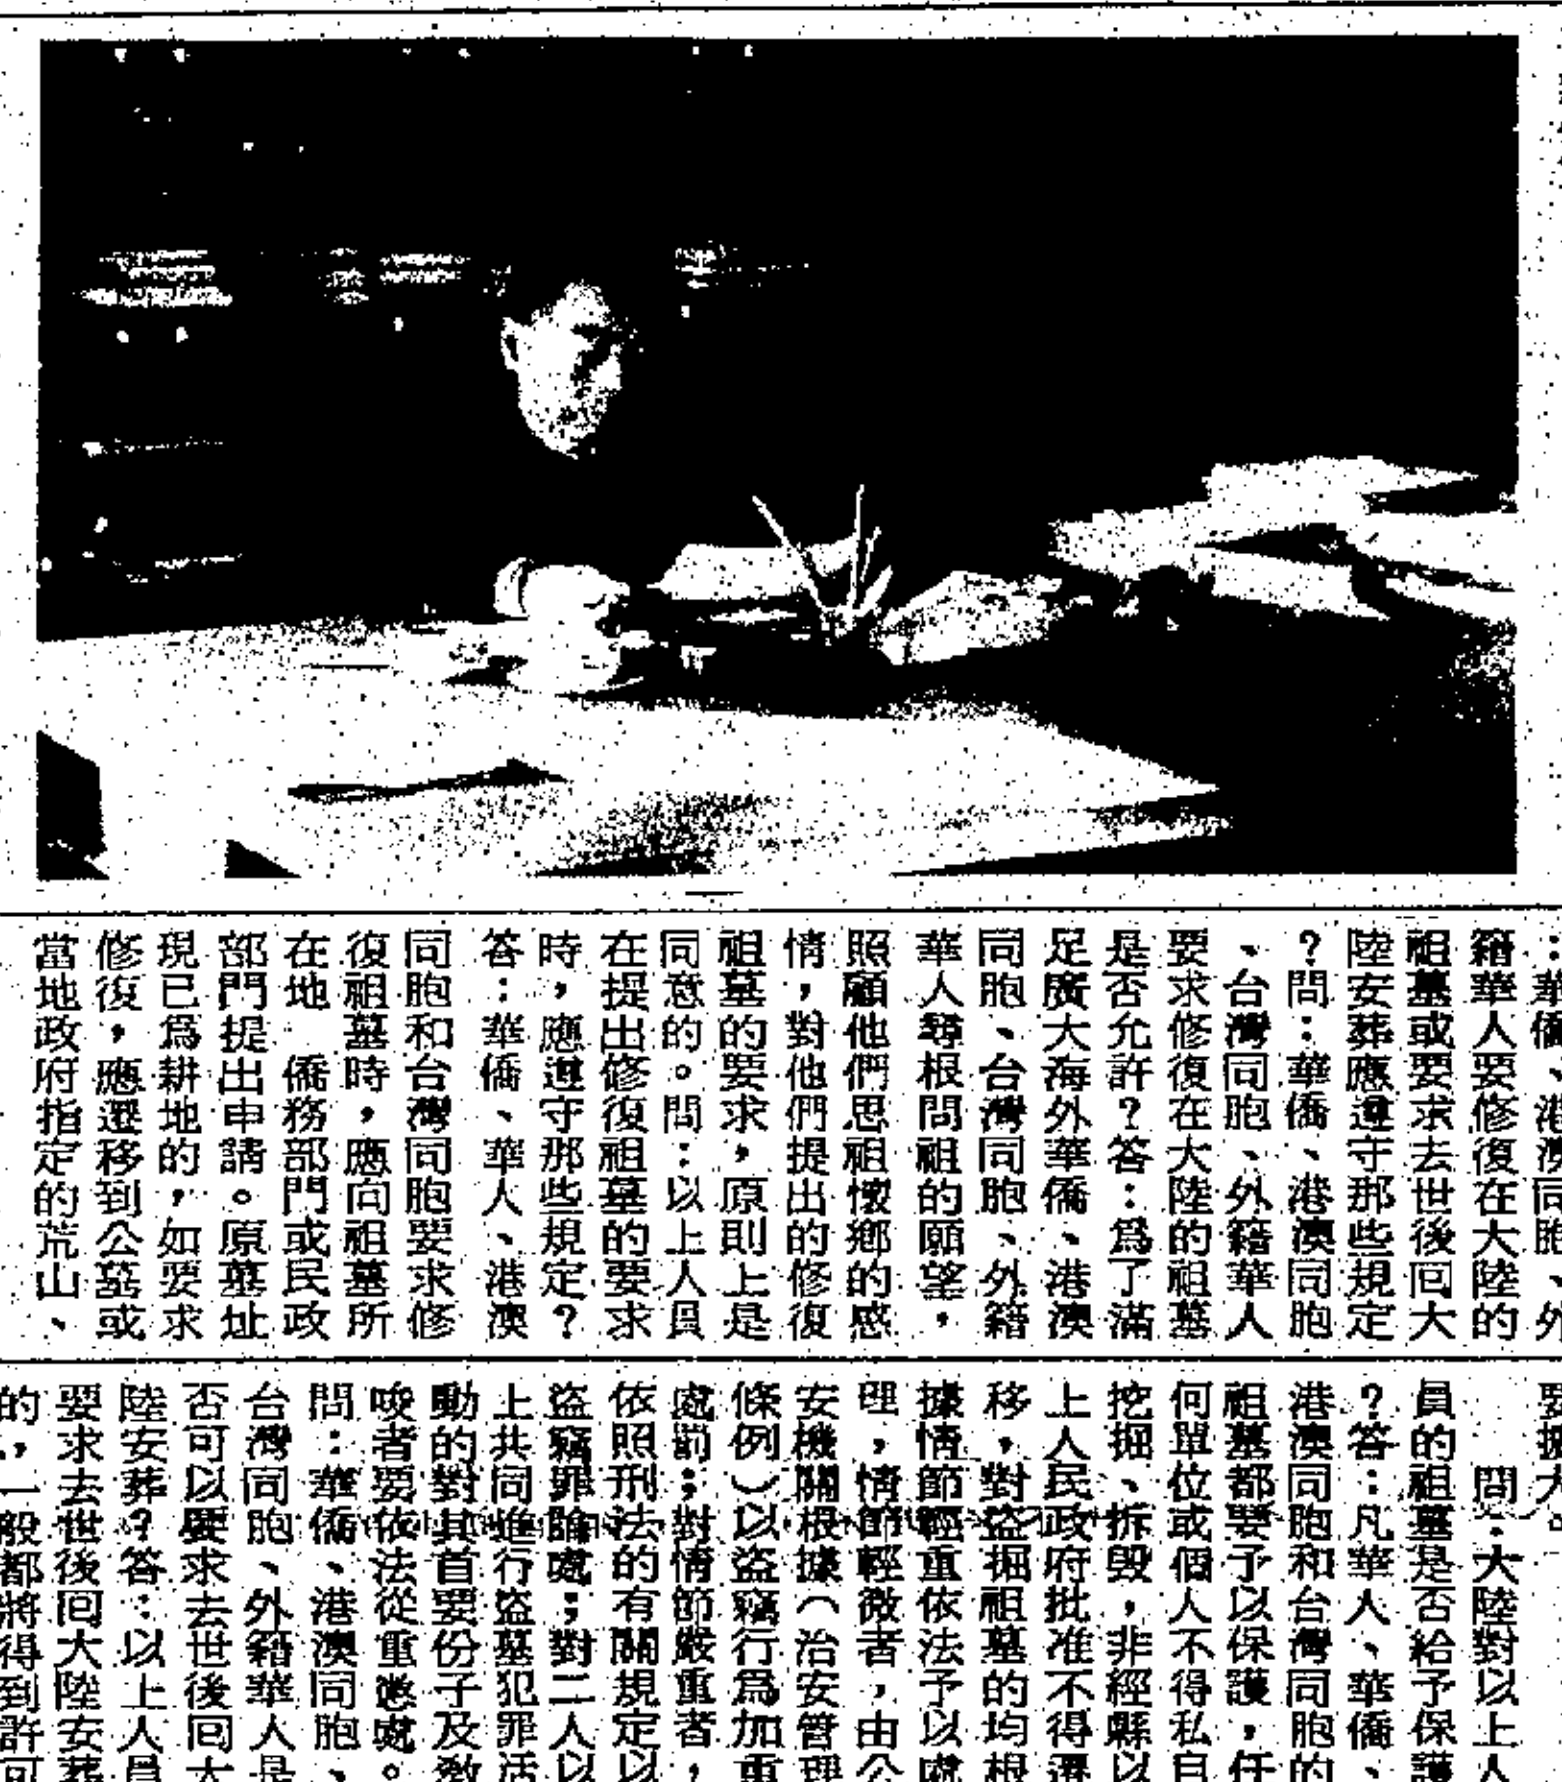 ：華僑、港澳同胞、外
籍華人要修復在大陸的
祖墓或要求去世後回大
陸安葬應遵守那些規定
？問：華僑、港澳同胞
、台灣同胞、外籍華人
要求修復在大陸的祖墓
是否允許？答：爲了滿
足廣大海外華僑、港澳
同胞、台灣同胞、外籍
華人尋根問祖的願望，
照顧他們思祖懷鄉的感
情，對他們提出的修復
祖墓的要求，原則上是
同意的。問：以上人員
在提出修復祖墓的要求
時，應遵守那些規定？
答：華僑、華人、港澳
同胞和台灣同胞要求修
復祖墓時，應向祖墓所
在地 僑務部門或民政
部門提出申請。原墓址
現已爲耕地的，如要求
修復，應遷移到公墓或
當地政府指定的荒山、
問：大陸對以上人
員的祖墓是否給予保護
？答：凡華人、華僑、
港澳同胞和台灣同胞的
祖墓都要予以保護，任
何單位或個人不得私自
挖掘、拆毀，非經縣以
上人民政府批准不得遷
移，對盜掘祖墓的均根
據情節輕重依法予以處
理，情節輕微者，由公
安機關根據（治安管理
條例）以盜竊行爲加重
處罰；對情節嚴重者，
依照刑法的有關規定以
盜竊罪論處；對二人以
上共同進行盜墓犯罪活
動的對其首要份子及教
唆者要依法從重懲處。
問：華僑、港澳同胞、
台灣同胞、外籍華人是
否可以要求去世後回大
陸安葬？答：以上人員
要求去世後回大陸安葬
的，一般都將得到許可